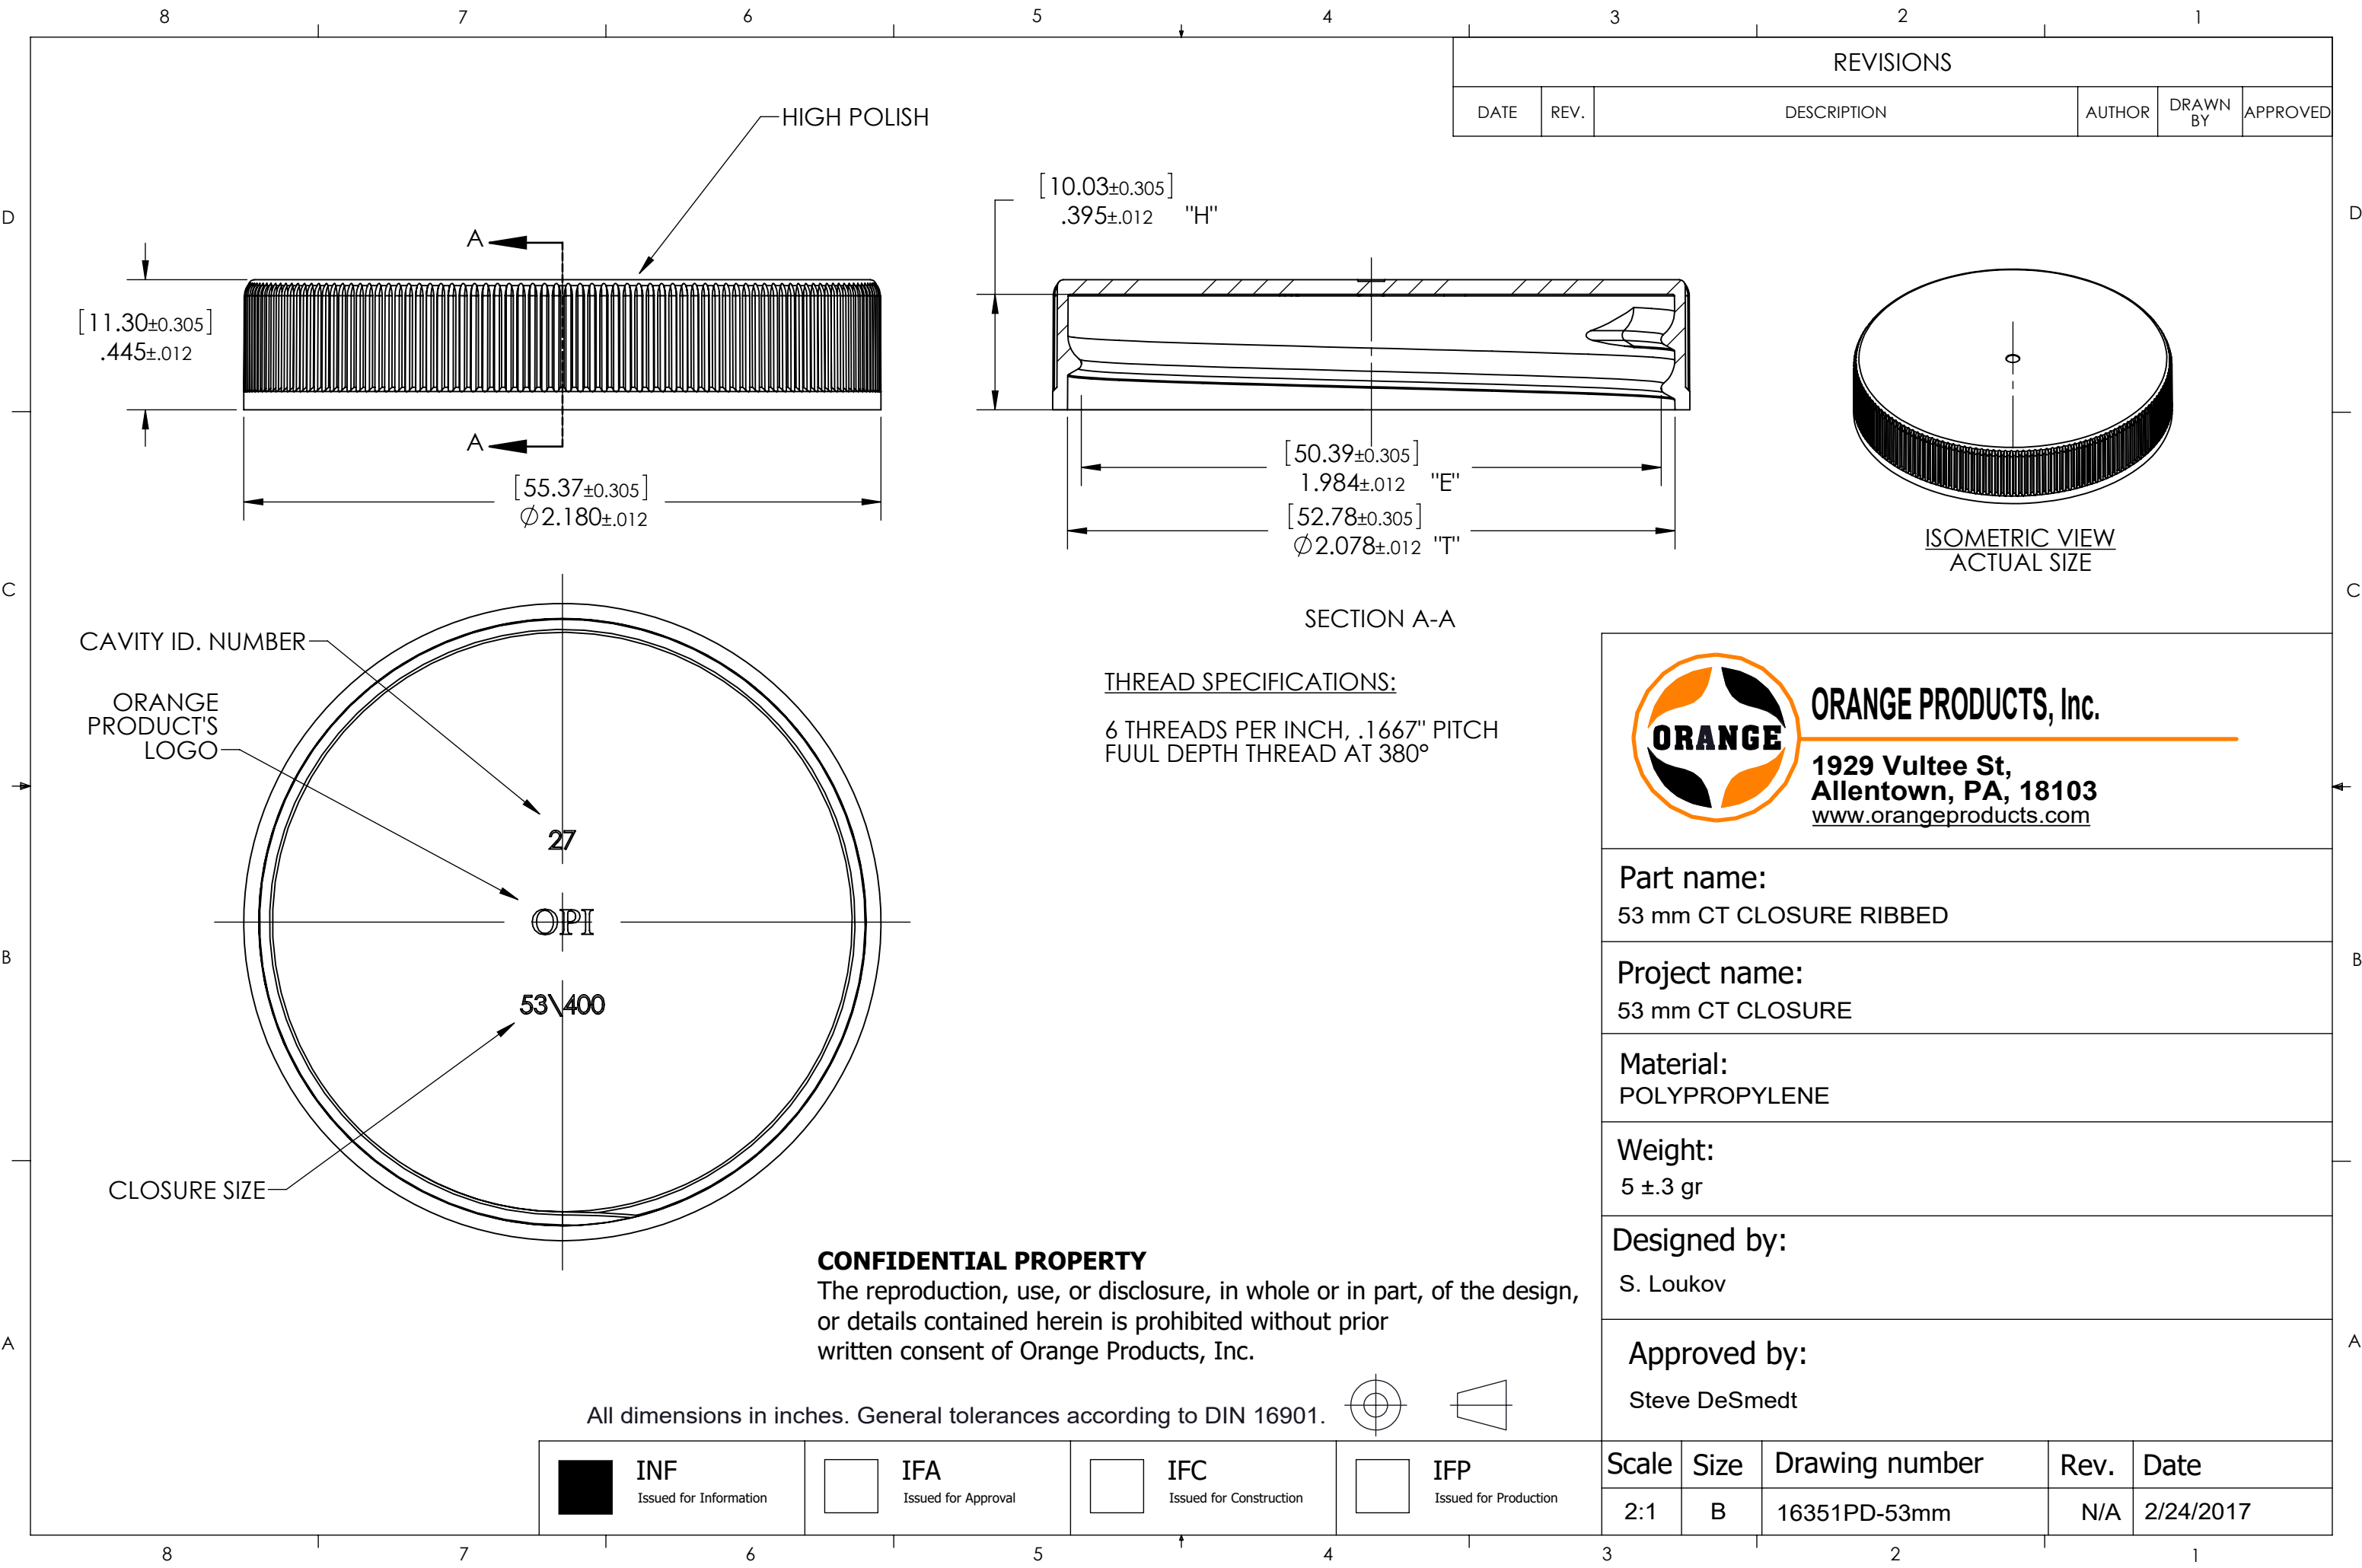 8 7 6 5 4 3 2 1
REVISIONS
DATE REV. DESCRIPTION AUTHOR DRAWN BY APPROVED
HIGH POLISH
[10.03±0.305]
.395±.012 "H"
D D
A
[11.30±0.305]
.445±.012
A
[55.37±0.305]
∅2.180±.012
[50.39±0.305]
1.984±.012 "E"
[52.78±0.305]
∅2.078±.012 "T"
ISOMETRIC VIEW
ACTUAL SIZE
C C
SECTION A-A
CAVITY ID. NUMBER
ORANGE
PRODUCT'S
LOGO
THREAD SPECIFICATIONS:
6 THREADS PER INCH, .1667" PITCH
FUUL DEPTH THREAD AT 380°
27
OPI
53\400
CLOSURE SIZE
B B
ORANGE
ORANGE PRODUCTS, Inc.
1929 Vultee St,
Allentown, PA, 18103
www.orangeproducts.com
Part name:
53 mm CT CLOSURE RIBBED
Project name:
53 mm CT CLOSURE
Material:
POLYPROPYLENE
Weight:
5 ±.3 gr
Designed by:
S. Loukov
Approved by:
Steve DeSmedt
CONFIDENTIAL PROPERTY
The reproduction, use, or disclosure, in whole or in part, of the design,
or details contained herein is prohibited without prior
written consent of Orange Products, Inc.
A A
All dimensions in inches. General tolerances according to DIN 16901.
INF
Issued for Information
IFA
Issued for Approval
IFC
Issued for Construction
IFP
Issued for Production
Scale Size Drawing number Rev. Date
2:1 B 16351PD-53mm N/A 2/24/2017
8 7 6 5 4 3 2 1